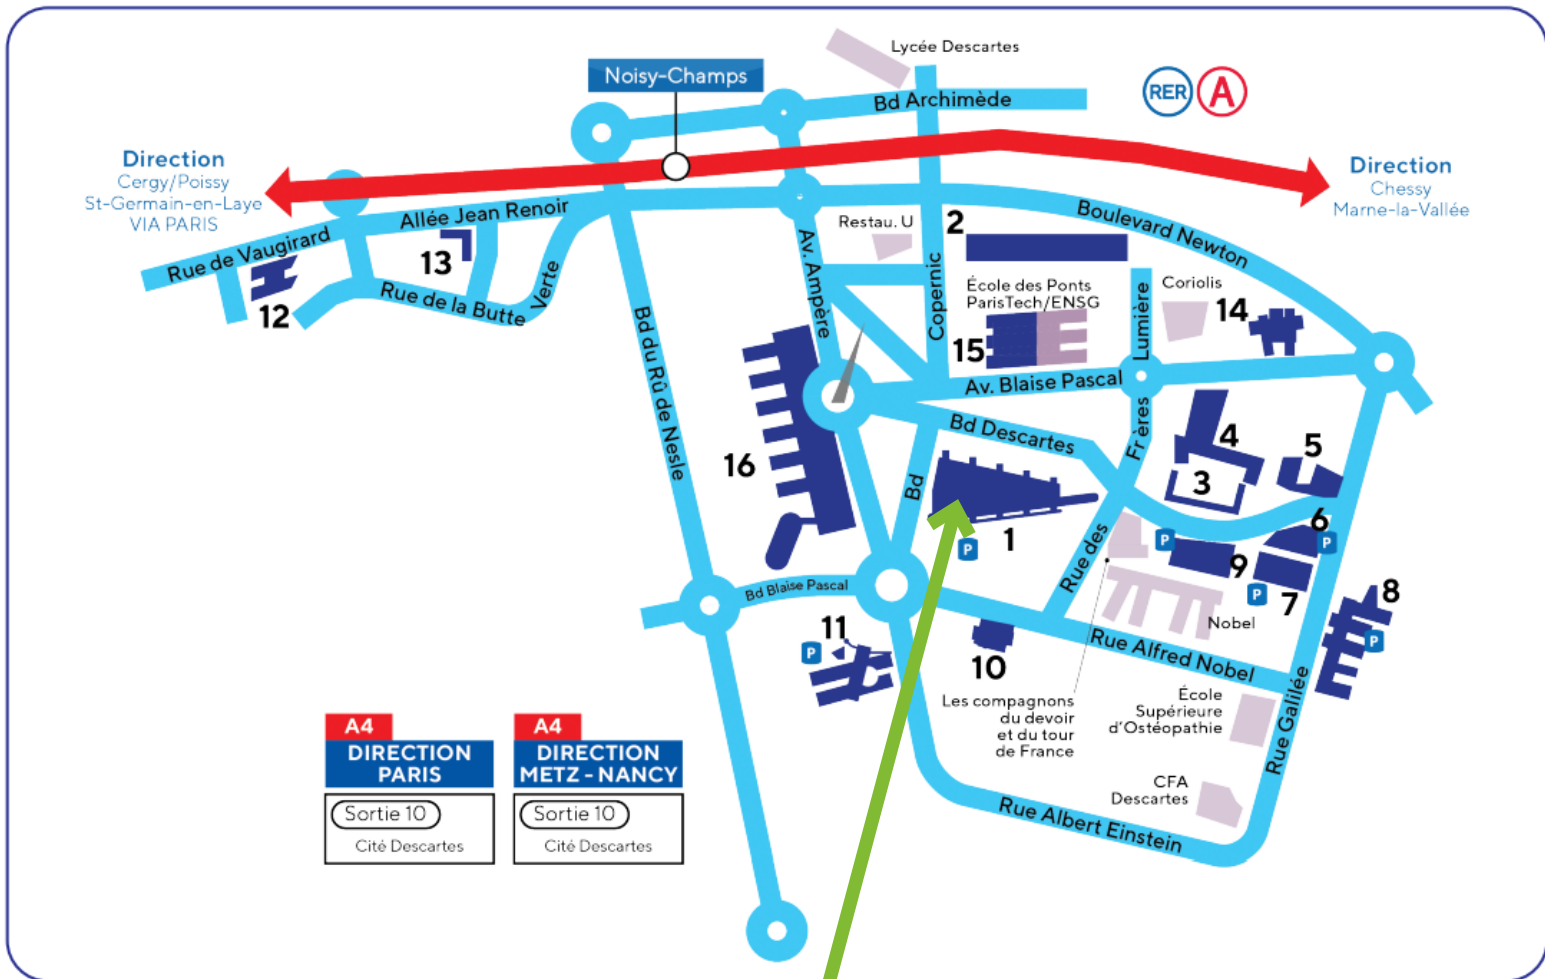 Lycée Descartes
Noisy-Champs
Bd Archimède
RER A
Direction
Cergy/Poissy
St-Germain-en-Laye
VIA PARIS
Direction
Chessy
Marne-la-Vallée
Rue de Vaugirard
Allée Jean Renoir
13
12
Rue de la Butte
Verte
Bd du Rû de Nesle
Av. Ampère
Restau. U
2
Copernic
Boulevard Newton
École des Ponts
ParisTech/ENSG
15
Lumière
Coriolis
14
Av. Blaise Pascal
Bd Descartes
Frères
4
5
3
16
Bd
1
P
Rue des
P
6
P
9
7
P
8
P
Bd Blaise Pascal
11
P
10
Nobel
Rue Alfred Nobel
Les compagnons
du devoir
et du tour
de France
École
Supérieure
d'Ostéopathie
Rue Galilée
CFA
Descartes
Rue Albert Einstein
A4
DIRECTION
PARIS
Sortie 10
Cité Descartes
A4
DIRECTION
METZ - NANCY
Sortie 10
Cité Descartes